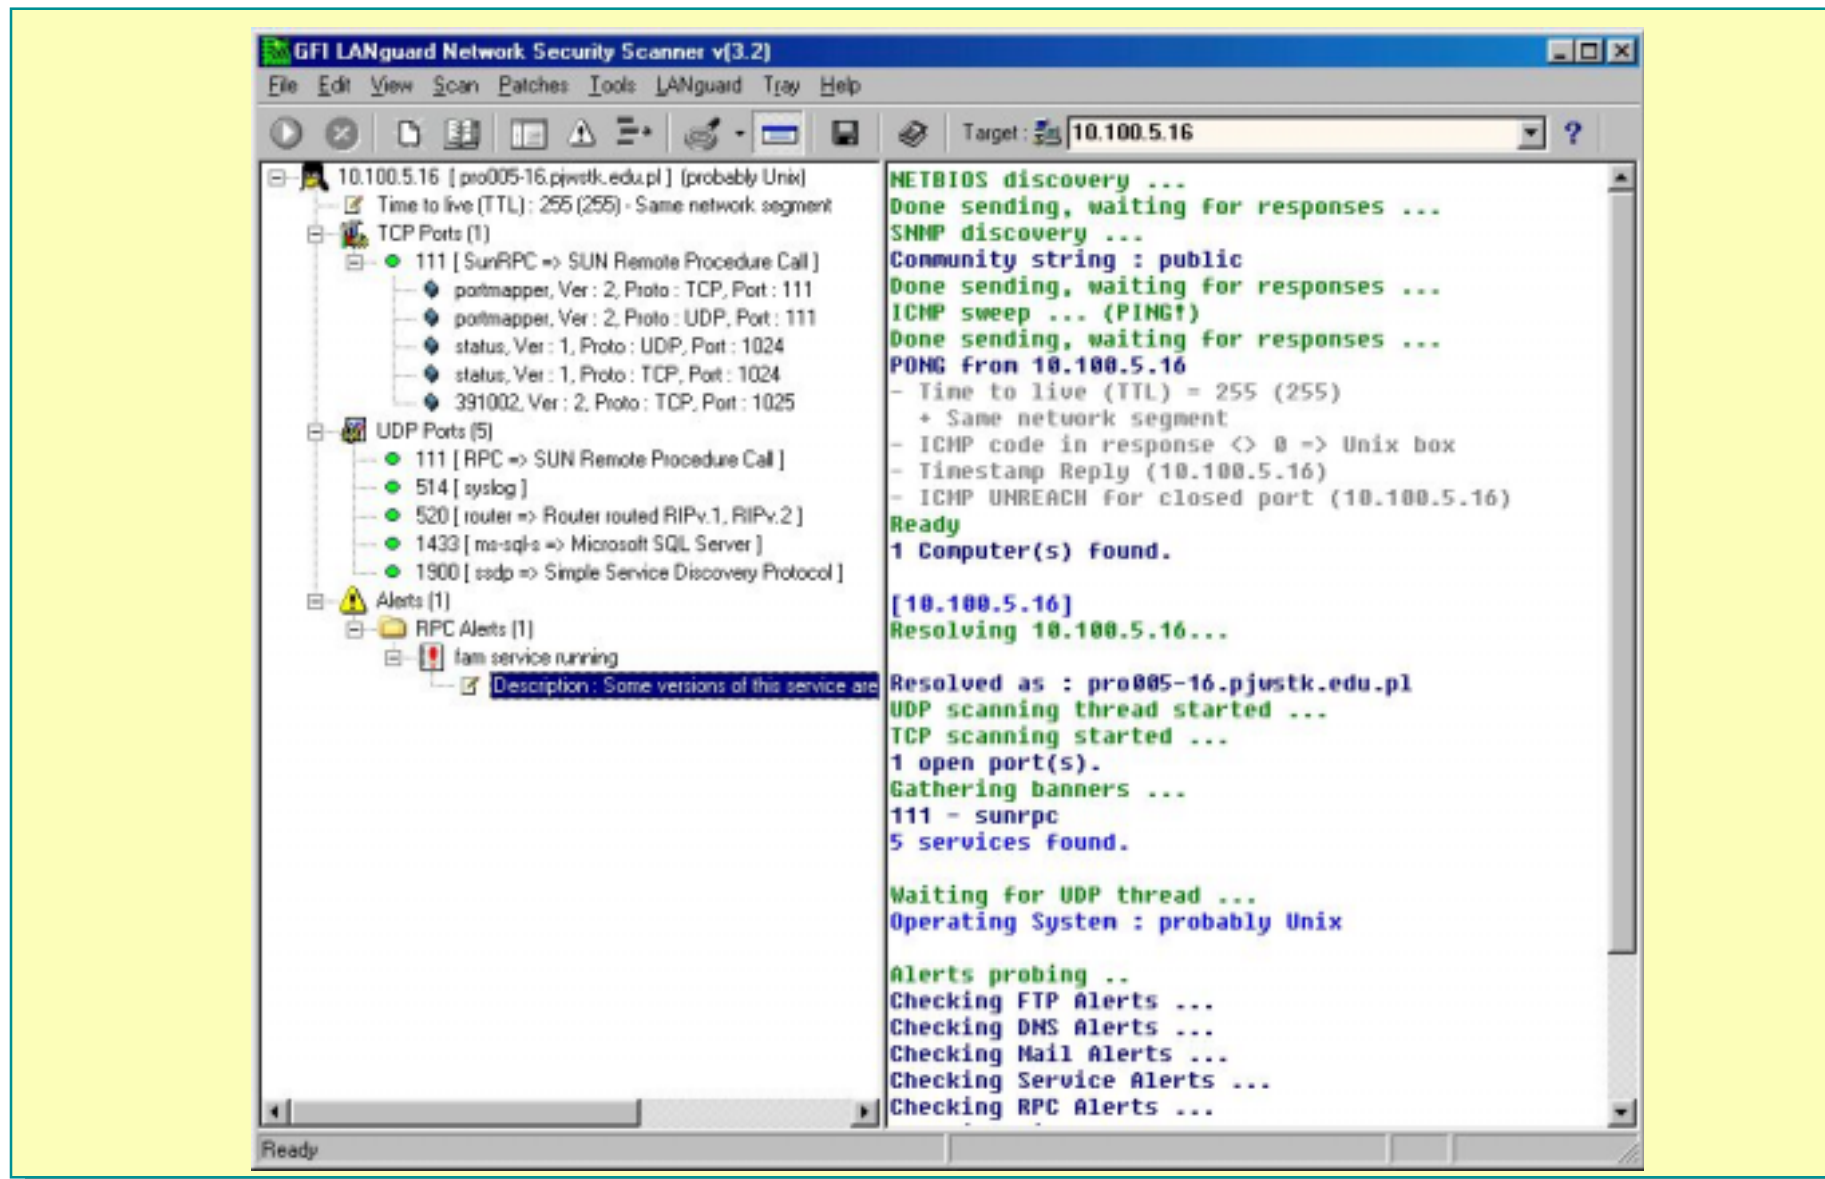 GFI LANguard Network Security Scanner v(3.2)
File Edit View Scan Patches Tools LANguard Tray Help
Target : 10.100.5.16 ?
10.100.5.16 [ pro005-16.pjwstk.edu.pl ] (probably Unix)
Time to live (TTL) : 255 (255) - Same network segment
TCP Ports (1)
111 [ SunRPC => SUN Remote Procedure Call ]
portmapper, Ver : 2, Proto : TCP, Port : 111
portmapper, Ver : 2, Proto : UDP, Port : 111
status, Ver : 1, Proto : UDP, Port : 1024
status, Ver : 1, Proto : TCP, Port : 1024
391002, Ver : 2, Proto : TCP, Port : 1025
UDP Ports (5)
111 [ RPC => SUN Remote Procedure Call ]
514 [ syslog ]
520 [ router => Router routed RIPv.1, RIPv.2 ]
1433 [ ms-sql-s => Microsoft SQL Server ]
1900 [ ssdp => Simple Service Discovery Protocol ]
Alerts (1)
RPC Alerts (1)
fam service running
Description : Some versions of this service are
NETBIOS discovery ...
Done sending, waiting for responses ...
SNMP discovery ...
Community string : public
Done sending, waiting for responses ...
ICMP sweep ... (PING!)
Done sending, waiting for responses ...
PONG from 10.100.5.16
- Time to live (TTL) = 255 (255)
+ Same network segment
- ICMP code in response <> 0 => Unix box
- Timestamp Reply (10.100.5.16)
- ICMP UNREACH for closed port (10.100.5.16)
Ready
1 Computer(s) found.
[10.100.5.16]
Resolving 10.100.5.16...
Resolved as : pro005-16.pjwstk.edu.pl
UDP scanning thread started ...
TCP scanning started ...
1 open port(s).
Gathering banners ...
111 - sunrpc
5 services found.
Waiting for UDP thread ...
Operating System : probably Unix
Alerts probing ..
Checking FTP Alerts ...
Checking DNS Alerts ...
Checking Mail Alerts ...
Checking Service Alerts ...
Checking RPC Alerts ...
Ready